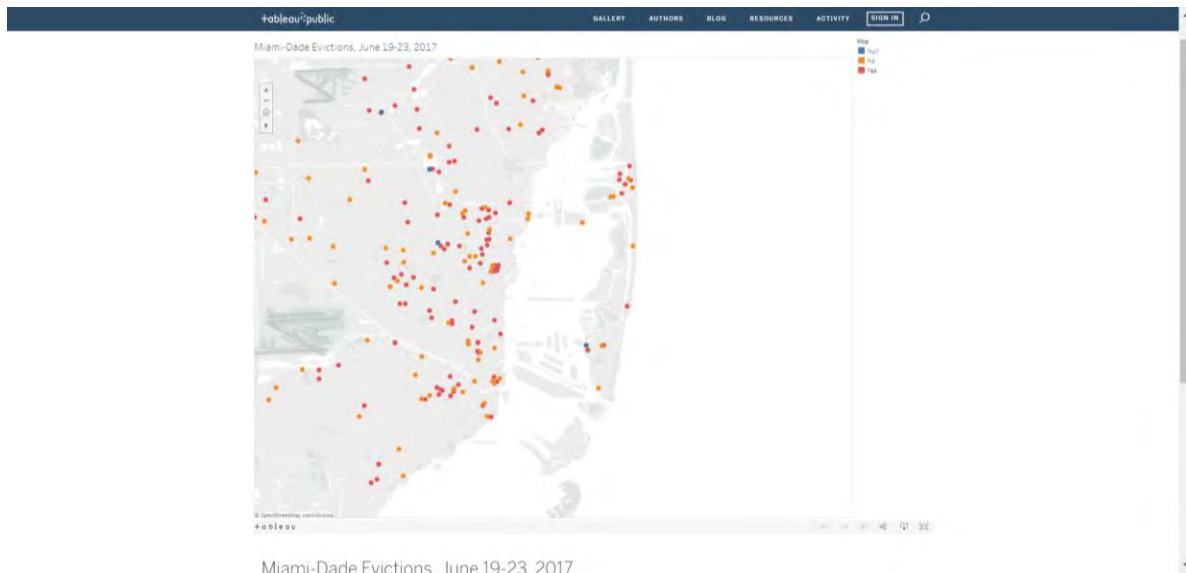 +ableau public
GALLERY AUTHORS BLOG RESOURCES ACTIVITY SIGN IN
Miami-Dade Evictions, June 19-23, 2017
Null
No
Yes
© OpenStreetMap contributors
+ableau
Miami-Dade Evictions, June 19-23, 2017